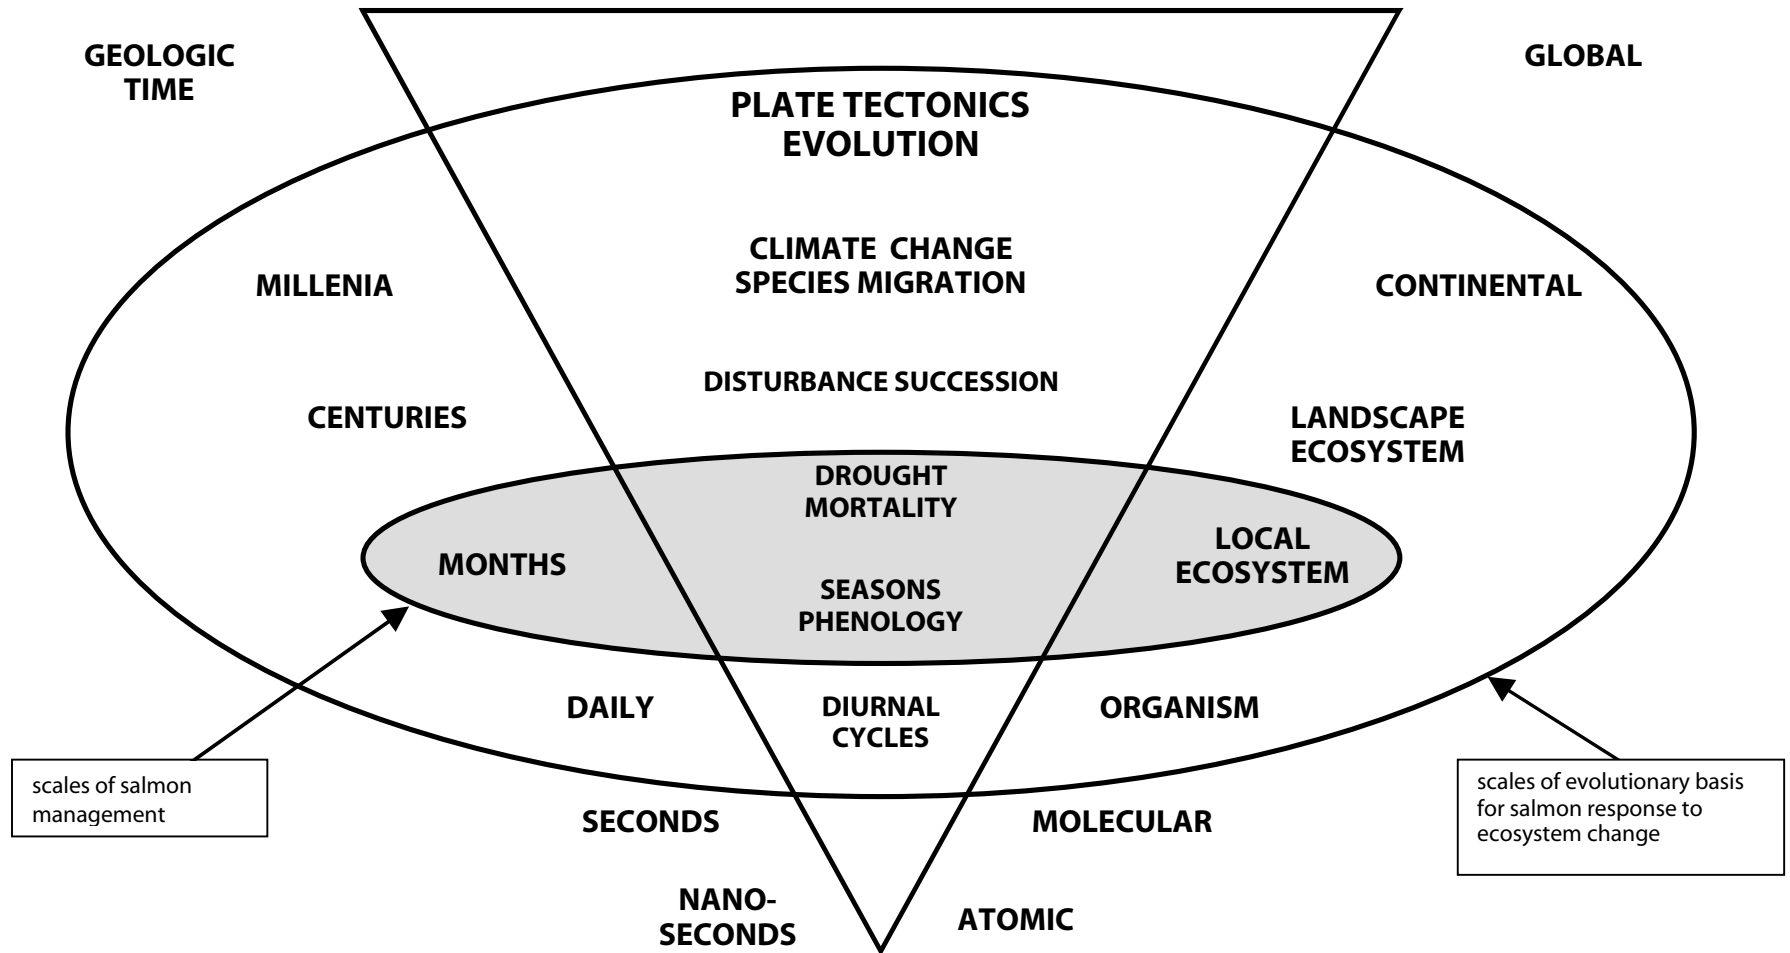 GEOLOGIC
TIME
GLOBAL
PLATE TECTONICS
EVOLUTION
CLIMATE CHANGE
SPECIES MIGRATION
MILLENIA
CONTINENTAL
DISTURBANCE SUCCESSION
CENTURIES
LANDSCAPE
ECOSYSTEM
DROUGHT
MORTALITY
MONTHS
LOCAL
ECOSYSTEM
SEASONS
PHENOLOGY
DAILY
DIURNAL
CYCLES
ORGANISM
scales of salmon
management
scales of evolutionary basis
for salmon response to
ecosystem change
SECONDS
MOLECULAR
NANO-
SECONDS
ATOMIC